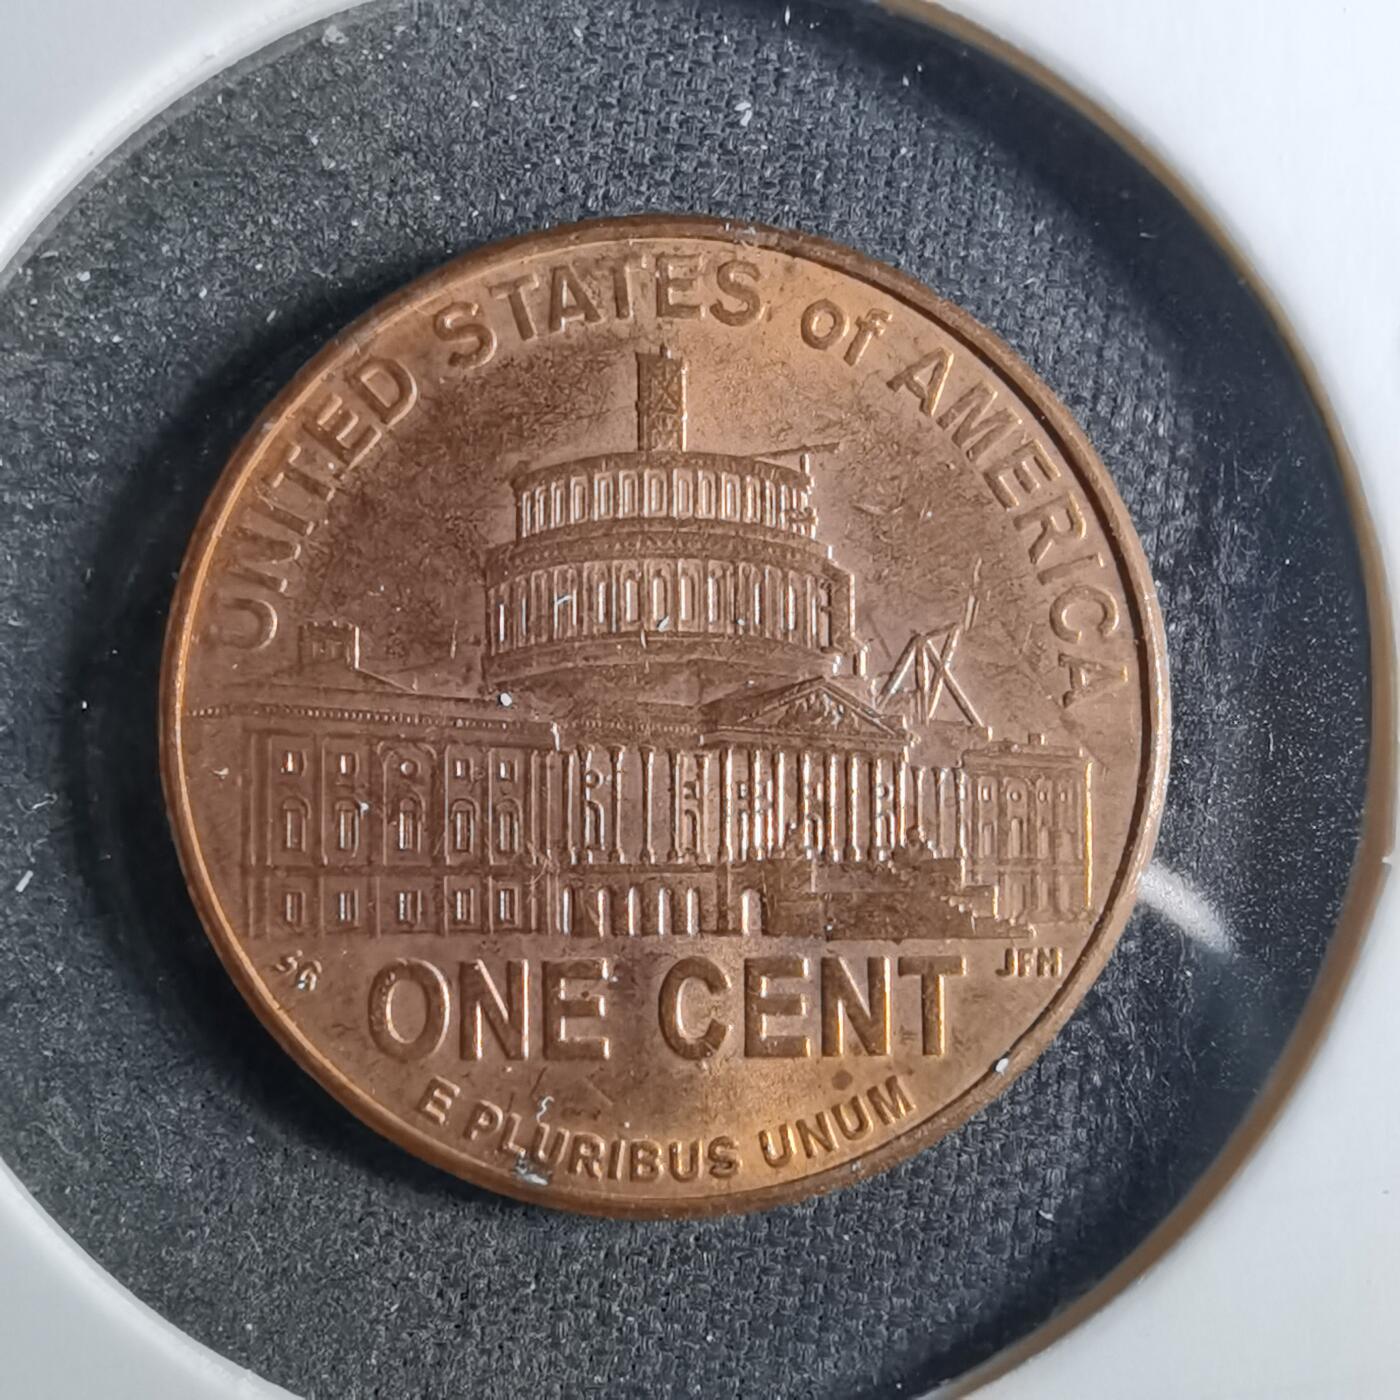 UNITED STATES of AMERICA
SG
JFM
ONE CENT
E PLURIBUS UNUM